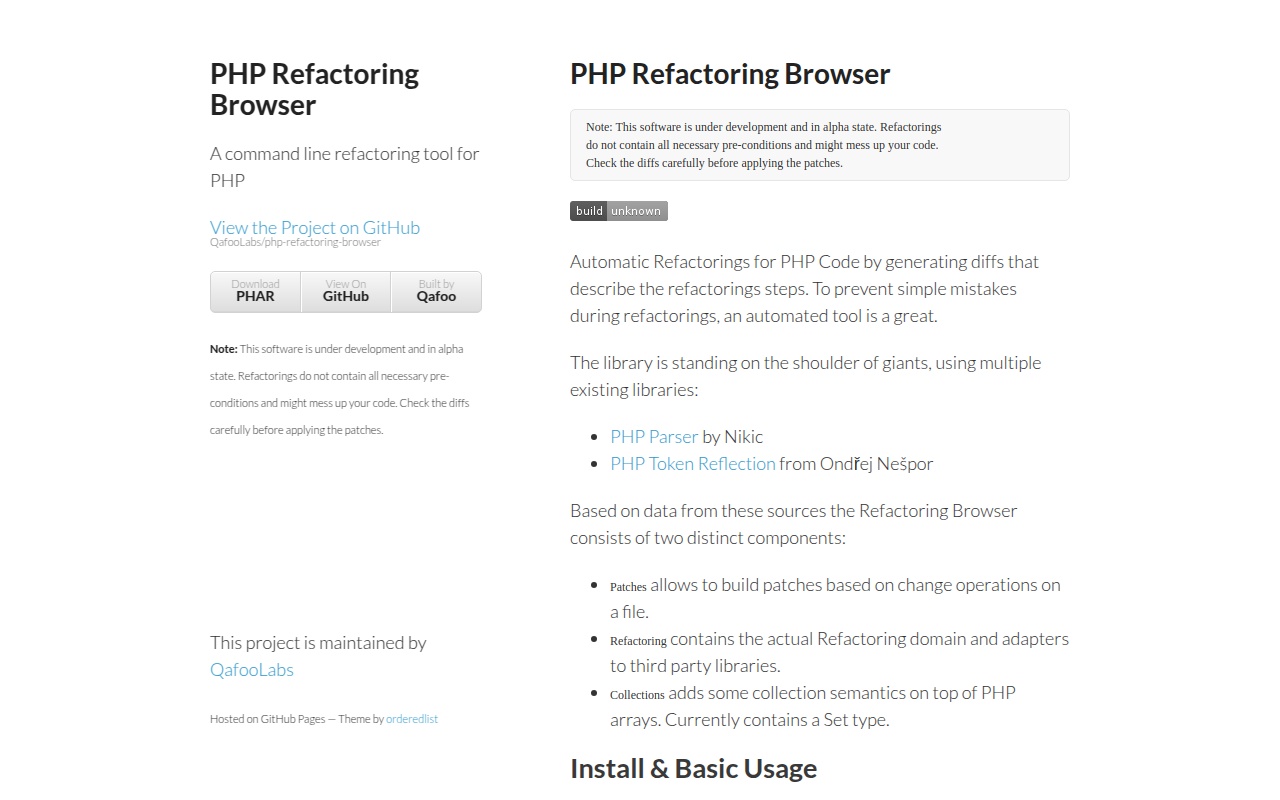 PHP Refactoring
Browser
A command line refactoring tool for
PHP
View the Project on GitHub
QafooLabs/php-refactoring-browser
Download
PHAR
View On
GitHub
Built by
Qafoo
Note: This software is under development and in alpha
state. Refactorings do not contain all necessary pre-
conditions and might mess up your code. Check the diffs
carefully before applying the patches.
This project is maintained by
QafooLabs
Hosted on GitHub Pages — Theme by orderedlist
PHP Refactoring Browser
Note: This software is under development and in alpha state. Refactorings
do not contain all necessary pre-conditions and might mess up your code.
Check the diffs carefully before applying the patches.
build unknown
Automatic Refactorings for PHP Code by generating diffs that
describe the refactorings steps. To prevent simple mistakes
during refactorings, an automated tool is a great.
The library is standing on the shoulder of giants, using multiple
existing libraries:
• PHP Parser by Nikic
• PHP Token Reflection from Ondřej Nešpor
Based on data from these sources the Refactoring Browser
consists of two distinct components:
• Patches allows to build patches based on change operations on
a file.
• Refactoring contains the actual Refactoring domain and adapters
to third party libraries.
• Collections adds some collection semantics on top of PHP
arrays. Currently contains a Set type.
Install & Basic Usage